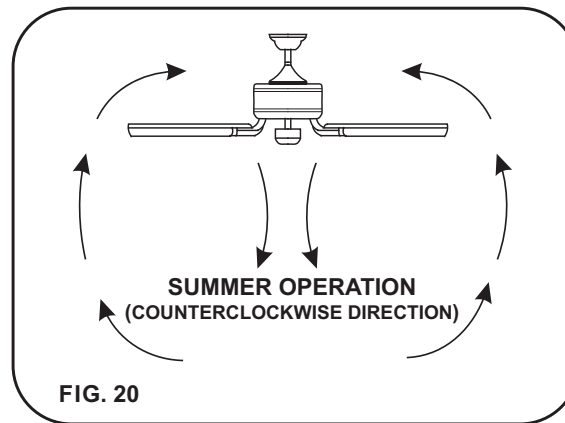 SUMMER OPERATION
(COUNTERCLOCKWISE DIRECTION)
FIG. 20